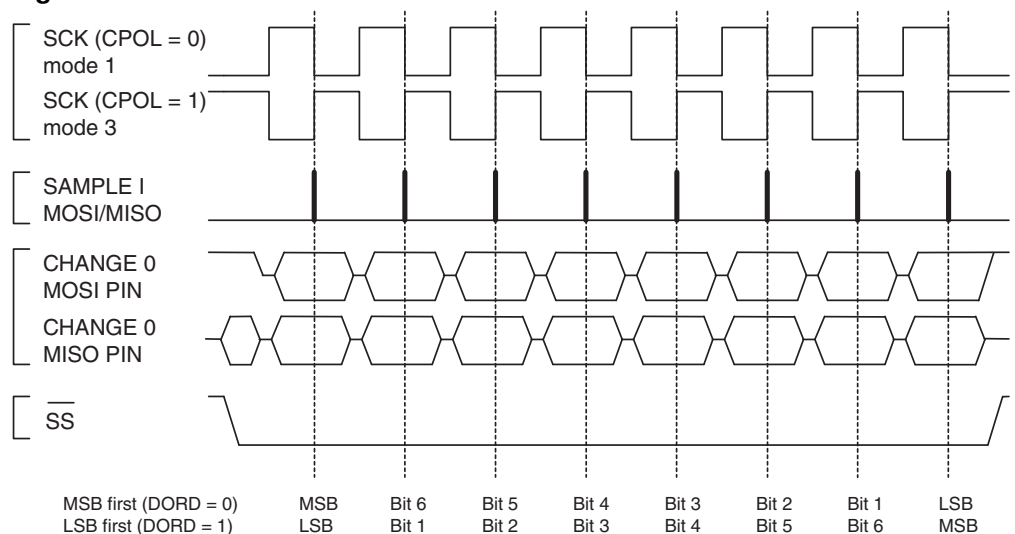 SCK (CPOL = 0)
mode 1
SCK (CPOL = 1)
mode 3
SAMPLE I
MOSI/MISO
CHANGE 0
MOSI PIN
CHANGE 0
MISO PIN
SS
MSB first (DORD = 0) MSB Bit 6 Bit 5 Bit 4 Bit 3 Bit 2 Bit 1 LSB
LSB first (DORD = 1) LSB Bit 1 Bit 2 Bit 3 Bit 4 Bit 5 Bit 6 MSB